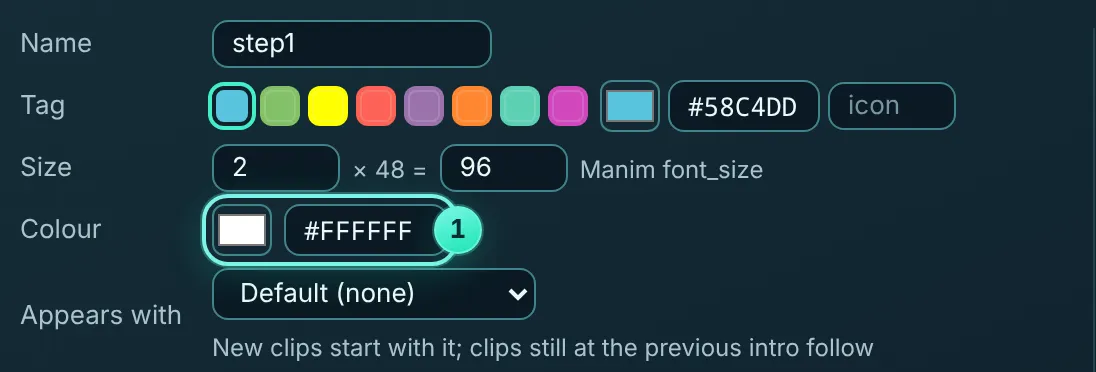 Name step1
Tag #58C4DD icon
Size 2 × 48 = 96 Manim font_size
Colour #FFFFFF 1
Appears with Default (none)
New clips start with it; clips still at the previous intro follow